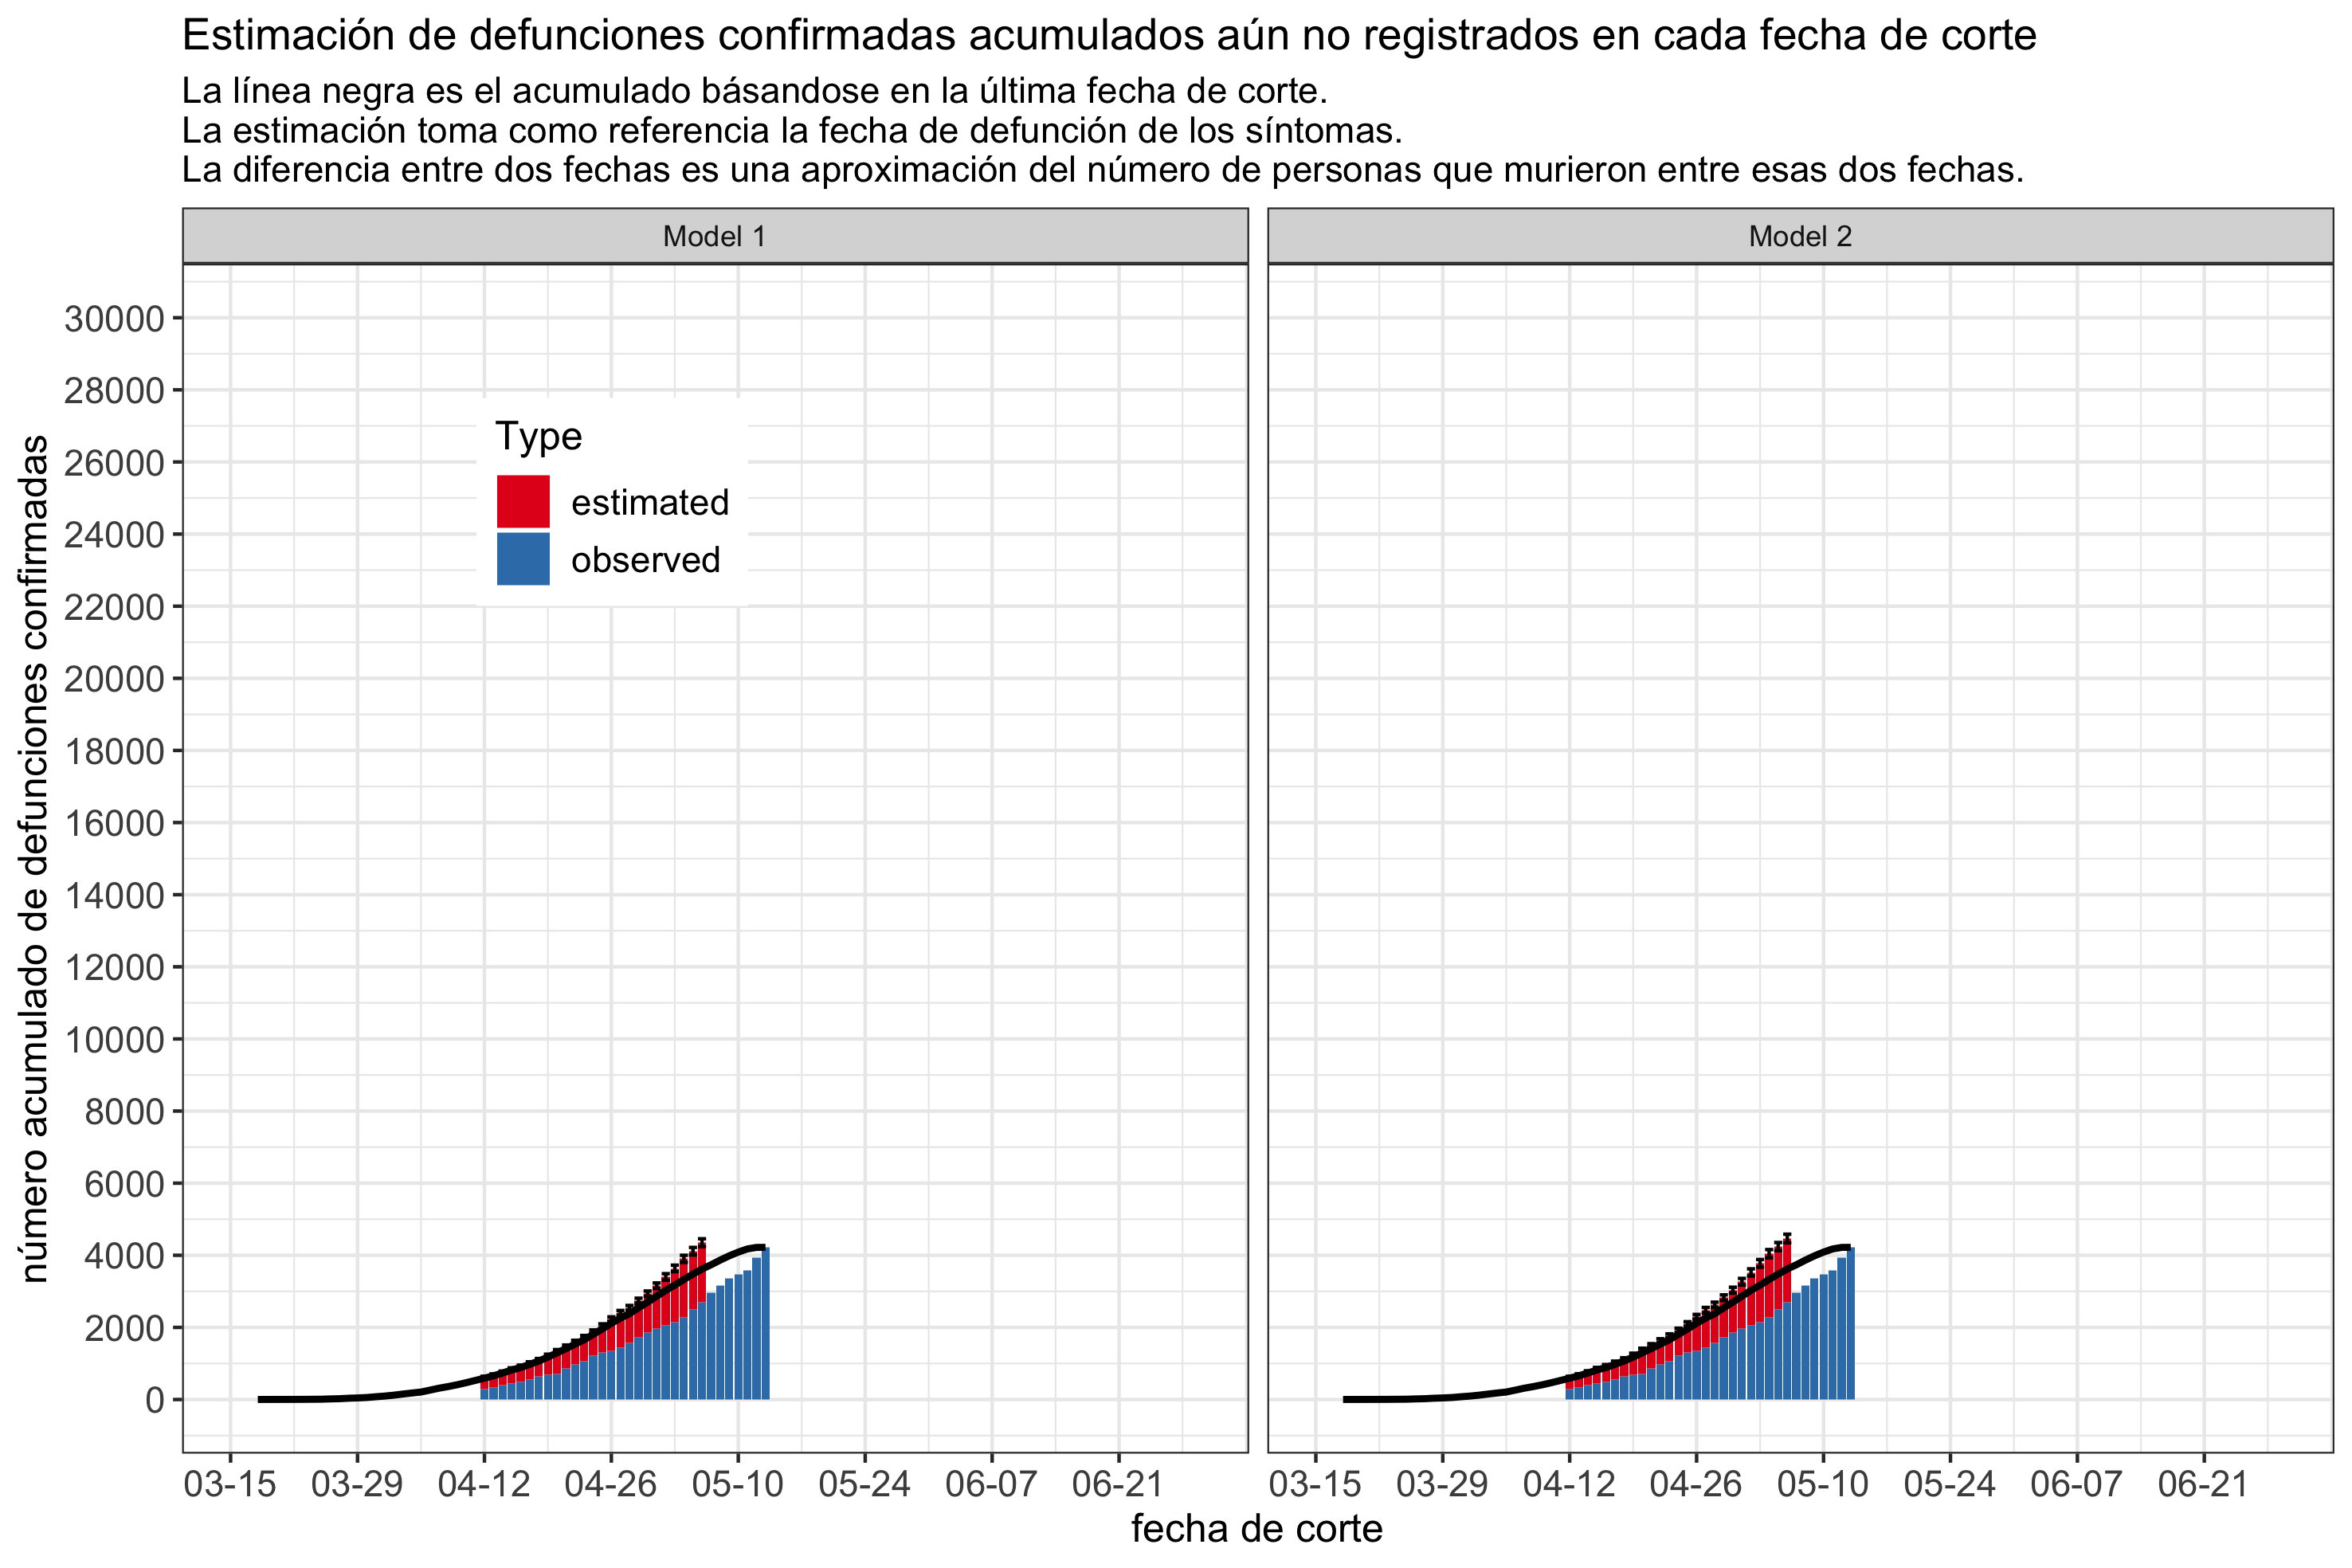 Estimación de defunciones confirmadas acumulados aún no registrados en cada fecha de corte
La línea negra es el acumulado básandose en la última fecha de corte.
La estimación toma como referencia la fecha de defunción de los síntomas.
La diferencia entre dos fechas es una aproximación del número de personas que murieron entre esas dos fechas.
Model 1
Model 2
número acumulado de defunciones confirmadas
30000
28000
26000
24000
22000
20000
18000
16000
14000
12000
10000
8000
6000
4000
2000
0
Type
estimated
observed
03-15 03-29 04-12 04-26 05-10 05-24 06-07 06-21
03-15 03-29 04-12 04-26 05-10 05-24 06-07 06-21
fecha de corte